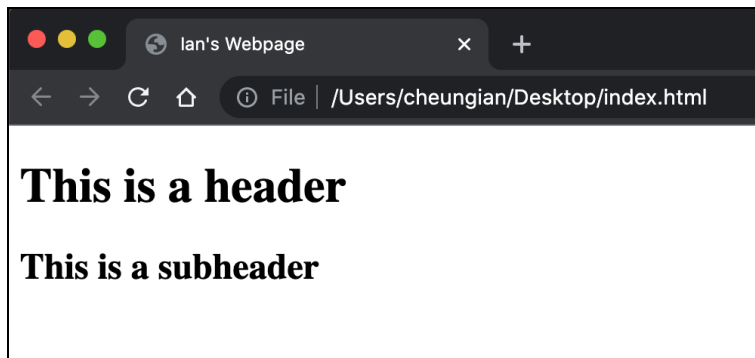 Ian's Webpage
File | /Users/cheungian/Desktop/index.html
This is a header
This is a subheader